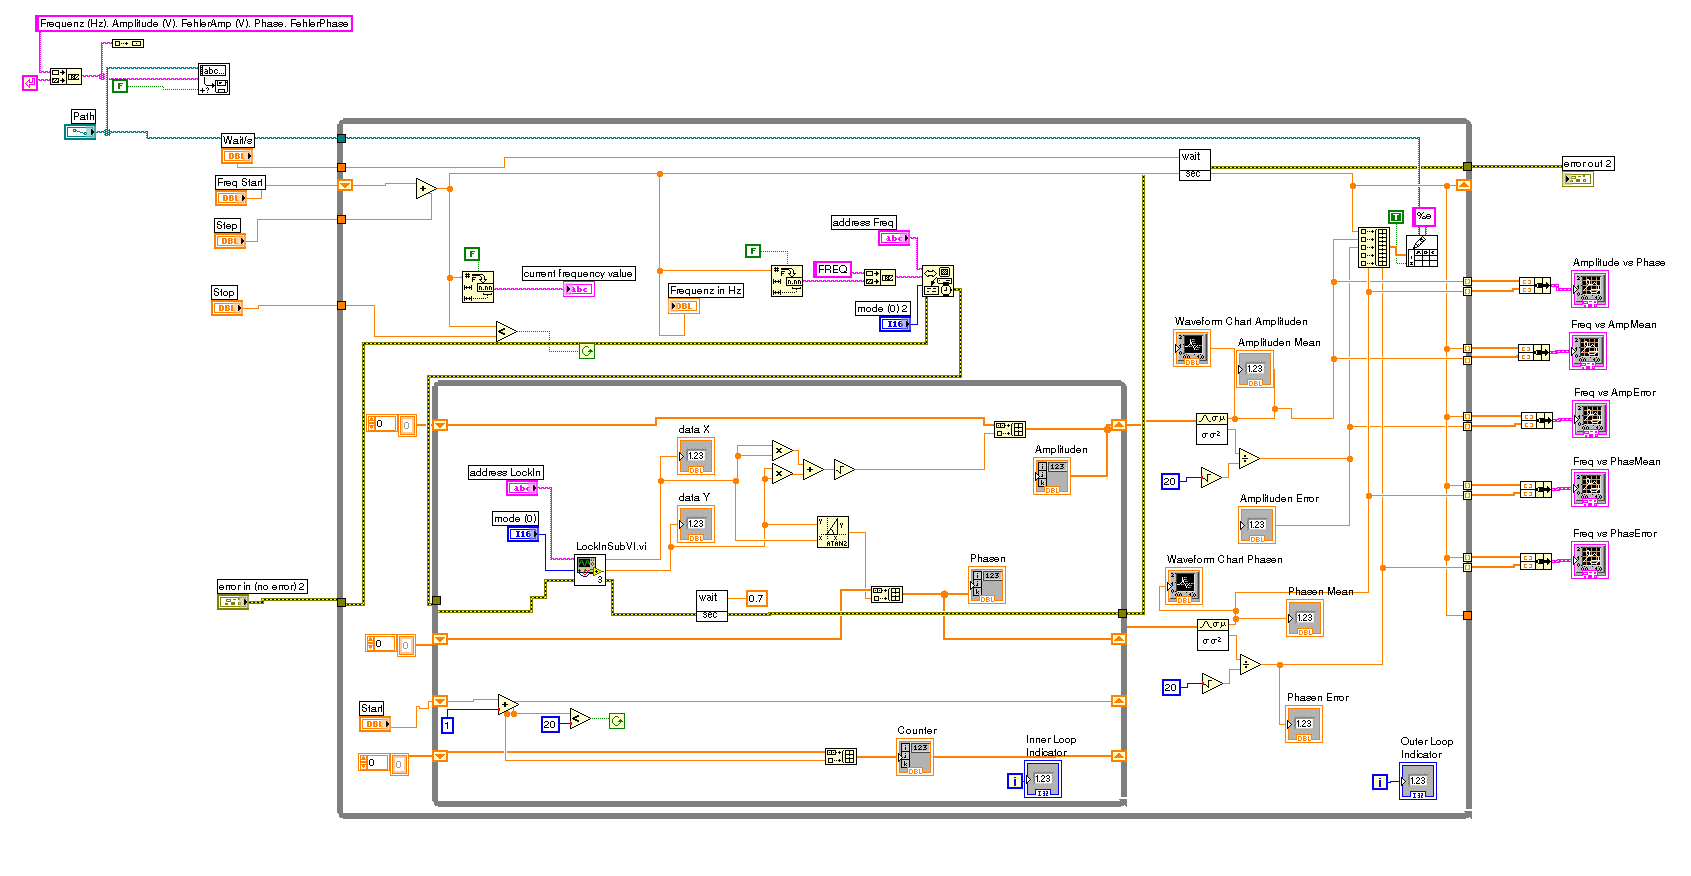 Frequenz (Hz). Amplitude (V). FehlerAmp (V). Phase. FehlerPhase
abc...
F
Path
Wait/s
DBL
wait
sec
error out 2
Freq Start
DBL
Step
DBL
address Freq
abc
T
%e
F
F
FREQ
current frequency value
abc
Frequenz in Hz
DBL
mode (0) 2
I16
Stop
DBL
Amplitude vs Phase
Waveform Chart Amplituden
DBL
Amplituden Mean
1.23
DBL
Freq vs AmpMean
Freq vs AmpError
0
0
data X
1.23
DBL
Amplituden
123
DBL
address LockIn
abc
data Y
1.23
DBL
20
Freq vs PhasMean
Amplituden Error
1.23
DBL
mode (0)
I16
ATAN2
LockInSubVI.vi
3
Phasen
123
DBL
Freq vs PhasError
Waveform Chart Phasen
DBL
error in (no error) 2
wait
sec
0.7
Phasen Mean
1.23
DBL
0
0
20
Phasen Error
1.23
DBL
Start
DBL
1
20
Counter
123
DBL
Inner Loop
Indicator
i
1.23
I32
Outer Loop
Indicator
i
1.23
I32
0
0